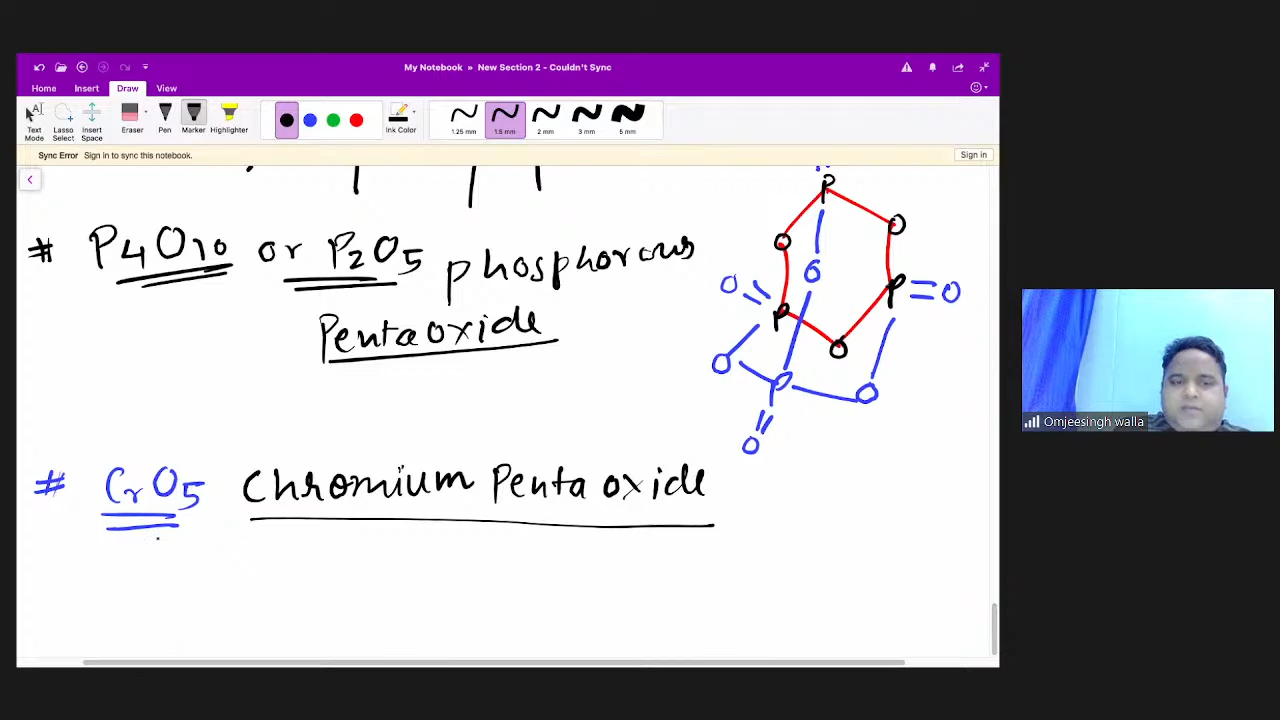 My Notebook » New Section 2 - Couldn't Sync
Home Insert Draw View
Text Mode
Lasso Select
Insert Space
Eraser
Pen
Marker
Highlighter
Ink Color
1.25 mm
1.5 mm
2 mm
3 mm
5 mm
Sync Error Sign in to sync this notebook.
Sign in
# P4O10 or P2O5 phosphorous
Pentaoxide
P
O O
O
O P P O
O
O P O
O
# CrO5 Chromium Pentaoxide
Omjeesingh walla